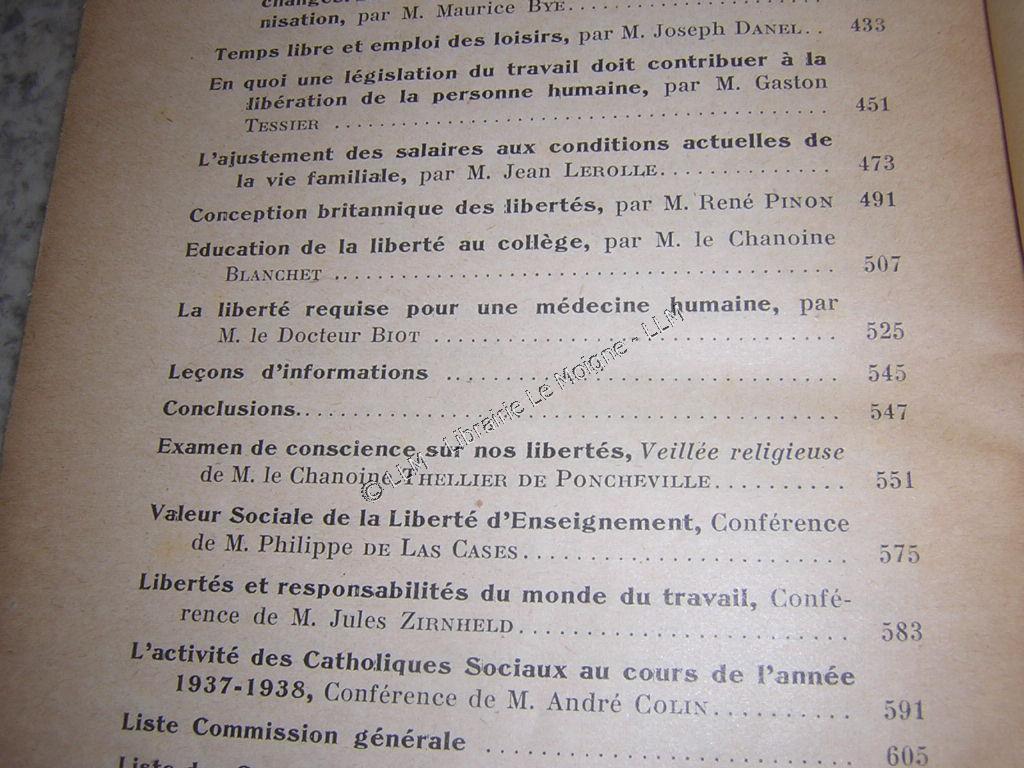 nisation, par M. Maurice BYE
Temps libre et emploi des loisirs, par M. Joseph DANEL. . 433
En quoi une législation du travail doit contribuer à la
libération de la personne humaine, par M. Gaston
TESSIER .......... 451
L'ajustement des salaires aux conditions actuelles de
la vie familiale, par M. Jean LEROLLE.......... 473
Conception britannique des libertés, par M. René PINON 491
Education de la liberté au collège, par M. le Chanoine
BLANCHET .......... 507
La liberté requise pour une médecine humaine, par
M. le Docteur BIOT .......... 525
Leçons d'informations .......... 545
Conclusions.......... 547
Examen de conscience sur nos libertés, Veillée religieuse
de M. le Chanoine THELLIER DE PONCHEVILLE.......... 551
Valeur Sociale de la Liberté d'Enseignement, Conférence
de M. Philippe DE LAS CASES.......... 575
Libertés et responsabilités du monde du travail, Confé-
rence de M. Jules ZIRNHELD.......... 583
L'activité des Catholiques Sociaux au cours de l'année
1937-1938, Conférence de M. André COLIN.......... 591
Liste Commission générale .......... 605
© LLM - Librairie Le Moigne - LLM